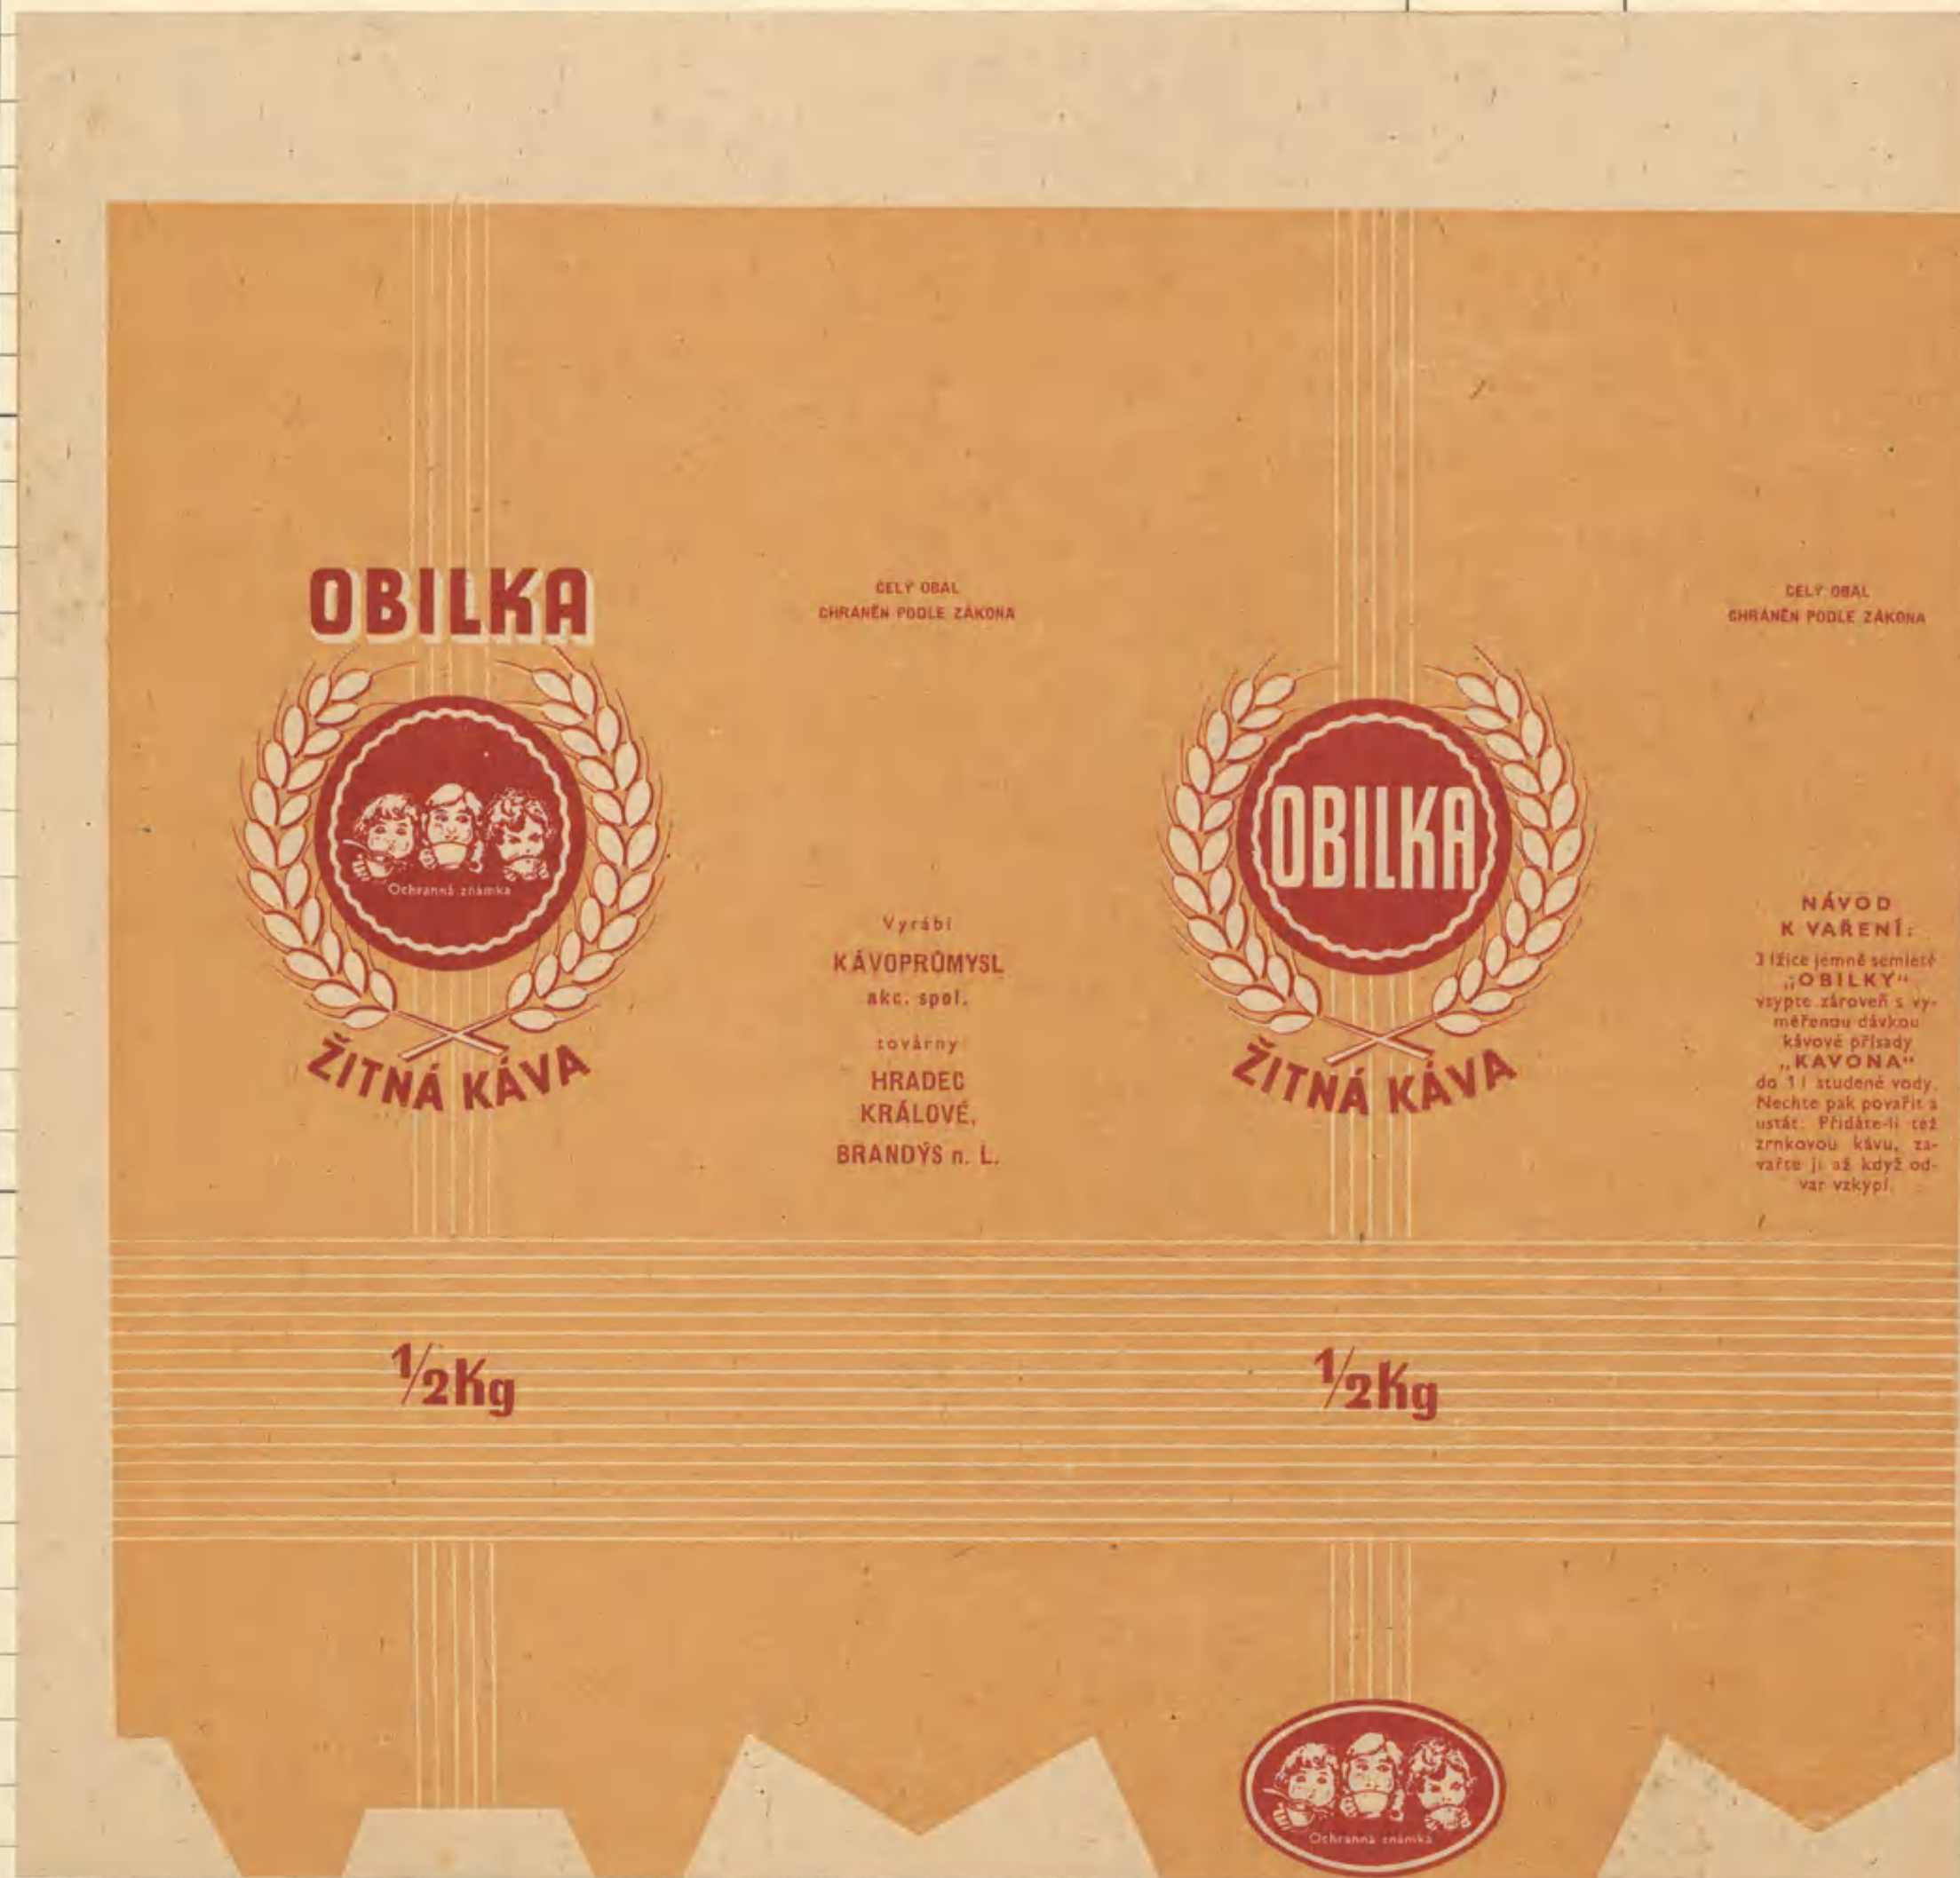 OBILKA
Ochranná známka
ŽITNÁ KÁVA
½Kg
CELÝ OBAL
CHRÁNĚN PODLE ZÁKONA
Vyrábí
KÁVOPRŮMYSL
akc. spol.
továrny
HRADEC
KRÁLOVÉ,
BRANDÝS n. L.
OBILKA
ŽITNÁ KÁVA
½Kg
Ochranná známka
CELÝ OBAL
CHRÁNĚN PODLE ZÁKONA
NÁVOD
K VAŘENÍ:
3 lžíce jemně semleté
„OBILKY“
vsypte zároveň s vy-
měřenou dávkou
kávové přísady
„KAVONA“
do 1 l studené vody.
Nechte pak povařit a
ustát. Přidáte-li též
zrnkovou kávu, za-
vařte ji až když od-
var vzkypí.